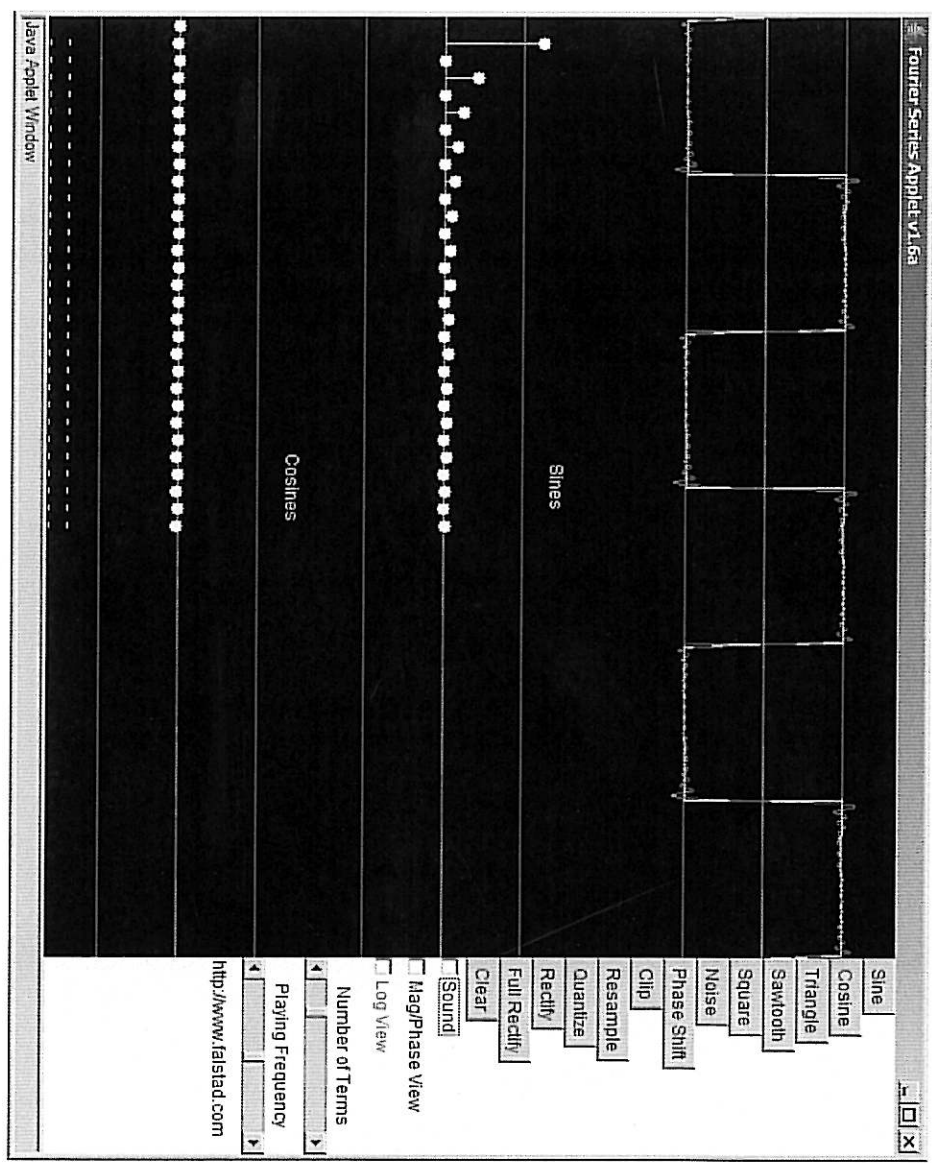 Fourier Series Applet v1.6a
Sine
Cosine
Triangle
Sawtooth
Square
Noise
Phase Shift
Clip
Resample
Quantize
Rectify
Full Rectify
Clear
Sound
Mag/Phase View
Log View
Number of Terms
Playing Frequency
http://www.falstad.com
Sines
Cosines
Java Applet Window